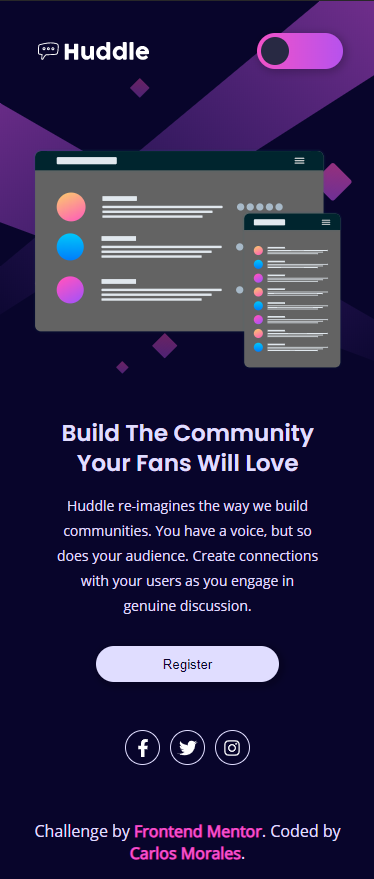 Huddle
Build The Community
Your Fans Will Love
Huddle re-imagines the way we build
communities. You have a voice, but so
does your audience. Create connections
with your users as you engage in
genuine discussion.
Register
Challenge by Frontend Mentor. Coded by
Carlos Morales.